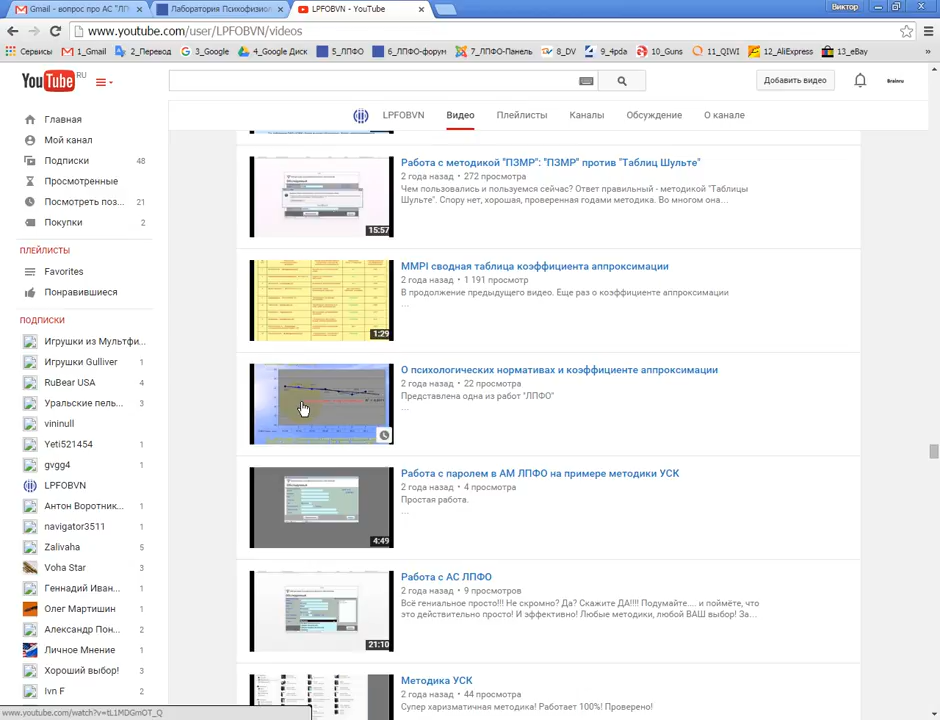 Gmail - вопрос про АС "ЛП
Лаборатория Психофизиол
LPFOBVN - YouTube
Виктор
www.youtube.com/user/LPFOBVN/videos
Сервисы
1_Gmail
2_Перевод
3_Google
4_Google Диск
5_ЛПФО
6_ЛПФО-форум
7_ЛПФО-Панель
8_DV
9_4pda
10_Guns
11_QIWI
12_AliExpress
13_eBay
»
YouTube RU
Добавить видео
Brainru
LPFOBVN
Видео
Плейлисты
Каналы
Обсуждение
О канале
Главная
Мой канал
Подписки 48
Просмотренные
Посмотреть поз... 21
Покупки 2
ПЛЕЙЛИСТЫ
Favorites
Понравившиеся
ПОДПИСКИ
Игрушки из Мультфи...
Игрушки Gulliver 1
RuBear USA 4
Уральские пель... 3
vininull
Yeti521454 1
gvgg4 1
LPFOBVN
Антон Воротник... 1
navigator3511 1
Zalivaha 5
Voha Star 3
Геннадий Иван... 1
Олег Мартишин 1
Александр Пон... 2
Личное Мнение 1
Хороший выбор! 3
Ivn F 2
Работа с методикой "ПЗМР": "ПЗМР" против "Таблиц Шульте"
2 года назад • 272 просмотра
Чем пользовались и пользуемся сейчас? Ответ правильный - методикой "Таблицы
Шульте". Спору нет, хорошая, проверенная годами методика. Во многом она...
15:57
MMPI сводная таблица коэффициента аппроксимации
2 года назад • 1 191 просмотр
В продолжение предыдущего видео. Еще раз о коэффициенте аппроксимации
...
1:29
О психологических нормативах и коэффициенте аппроксимации
2 года назад • 22 просмотра
Представлена одна из работ "ЛПФО"
...
Работа с паролем в АМ ЛПФО на примере методики УСК
2 года назад • 4 просмотра
Простая работа.
...
4:49
Работа с АС ЛПФО
2 года назад • 9 просмотров
Всё гениальное просто!!! Не скромно? Да? Скажите ДА!!!! Подумайте.... и поймёте, что
это действительно просто! И эффективно! Любые методики, любой ВАШ выбор! За...
21:10
Методика УСК
2 года назад • 44 просмотра
Супер харизматичная методика! Работает 100%! Проверено!
www.youtube.com/watch?v=tL1MDGmOT_Q